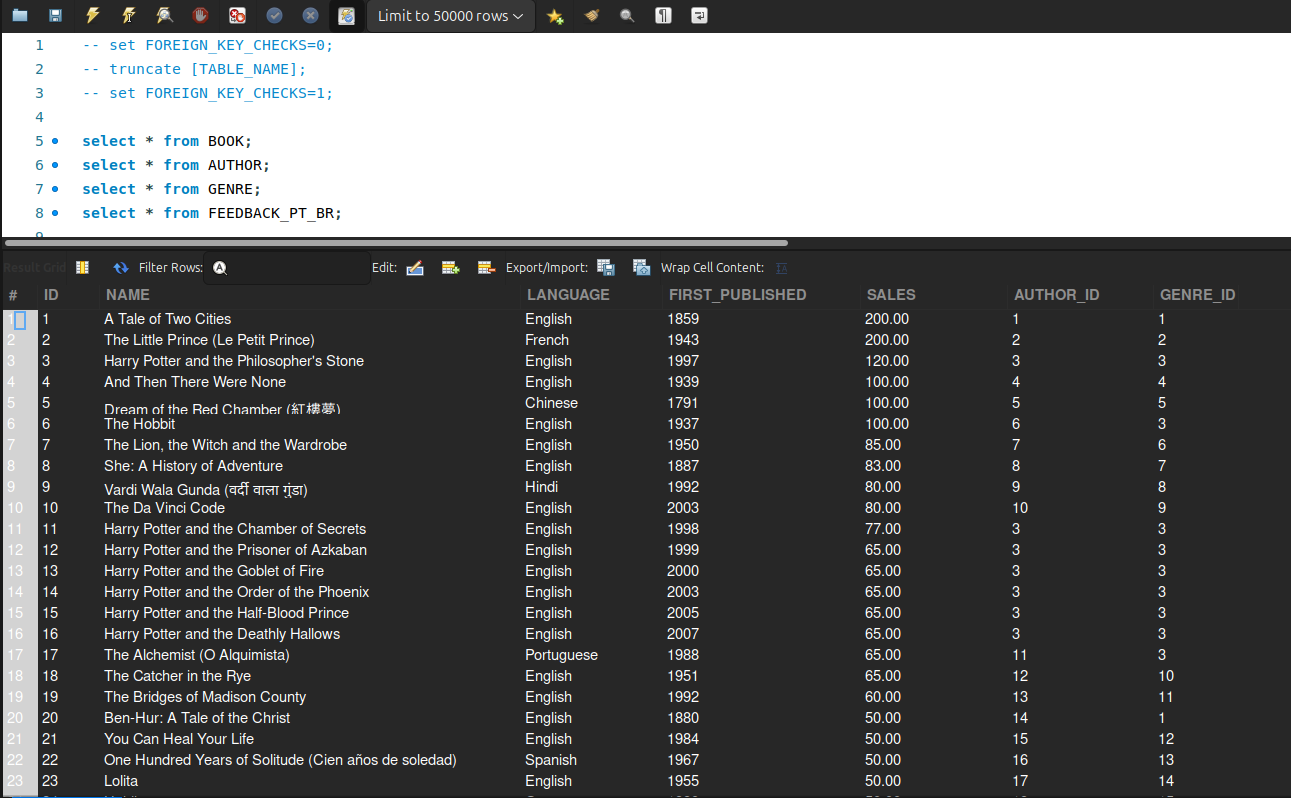 Limit to 50000 rows
1 -- set FOREIGN_KEY_CHECKS=0;
2 -- truncate [TABLE_NAME];
3 -- set FOREIGN_KEY_CHECKS=1;
4
5 select * from BOOK;
6 select * from AUTHOR;
7 select * from GENRE;
8 select * from FEEDBACK_PT_BR;
9
Result Grid Filter Rows: Edit: Export/Import: Wrap Cell Content:
# ID NAME LANGUAGE FIRST_PUBLISHED SALES AUTHOR_ID GENRE_ID
1 1 A Tale of Two Cities English 1859 200.00 1 1
2 2 The Little Prince (Le Petit Prince) French 1943 200.00 2 2
3 3 Harry Potter and the Philosopher's Stone English 1997 120.00 3 3
4 4 And Then There Were None English 1939 100.00 4 4
5 5 Dream of the Red Chamber (紅樓夢) Chinese 1791 100.00 5 5
6 6 The Hobbit English 1937 100.00 6 3
7 7 The Lion, the Witch and the Wardrobe English 1950 85.00 7 6
8 8 She: A History of Adventure English 1887 83.00 8 7
9 9 Vardi Wala Gunda (वर्दी वाला गुंडा) Hindi 1992 80.00 9 8
10 10 The Da Vinci Code English 2003 80.00 10 9
11 11 Harry Potter and the Chamber of Secrets English 1998 77.00 3 3
12 12 Harry Potter and the Prisoner of Azkaban English 1999 65.00 3 3
13 13 Harry Potter and the Goblet of Fire English 2000 65.00 3 3
14 14 Harry Potter and the Order of the Phoenix English 2003 65.00 3 3
15 15 Harry Potter and the Half-Blood Prince English 2005 65.00 3 3
16 16 Harry Potter and the Deathly Hallows English 2007 65.00 3 3
17 17 The Alchemist (O Alquimista) Portuguese 1988 65.00 11 3
18 18 The Catcher in the Rye English 1951 65.00 12 10
19 19 The Bridges of Madison County English 1992 60.00 13 11
20 20 Ben-Hur: A Tale of the Christ English 1880 50.00 14 1
21 21 You Can Heal Your Life English 1984 50.00 15 12
22 22 One Hundred Years of Solitude (Cien años de soledad) Spanish 1967 50.00 16 13
23 23 Lolita English 1955 50.00 17 14